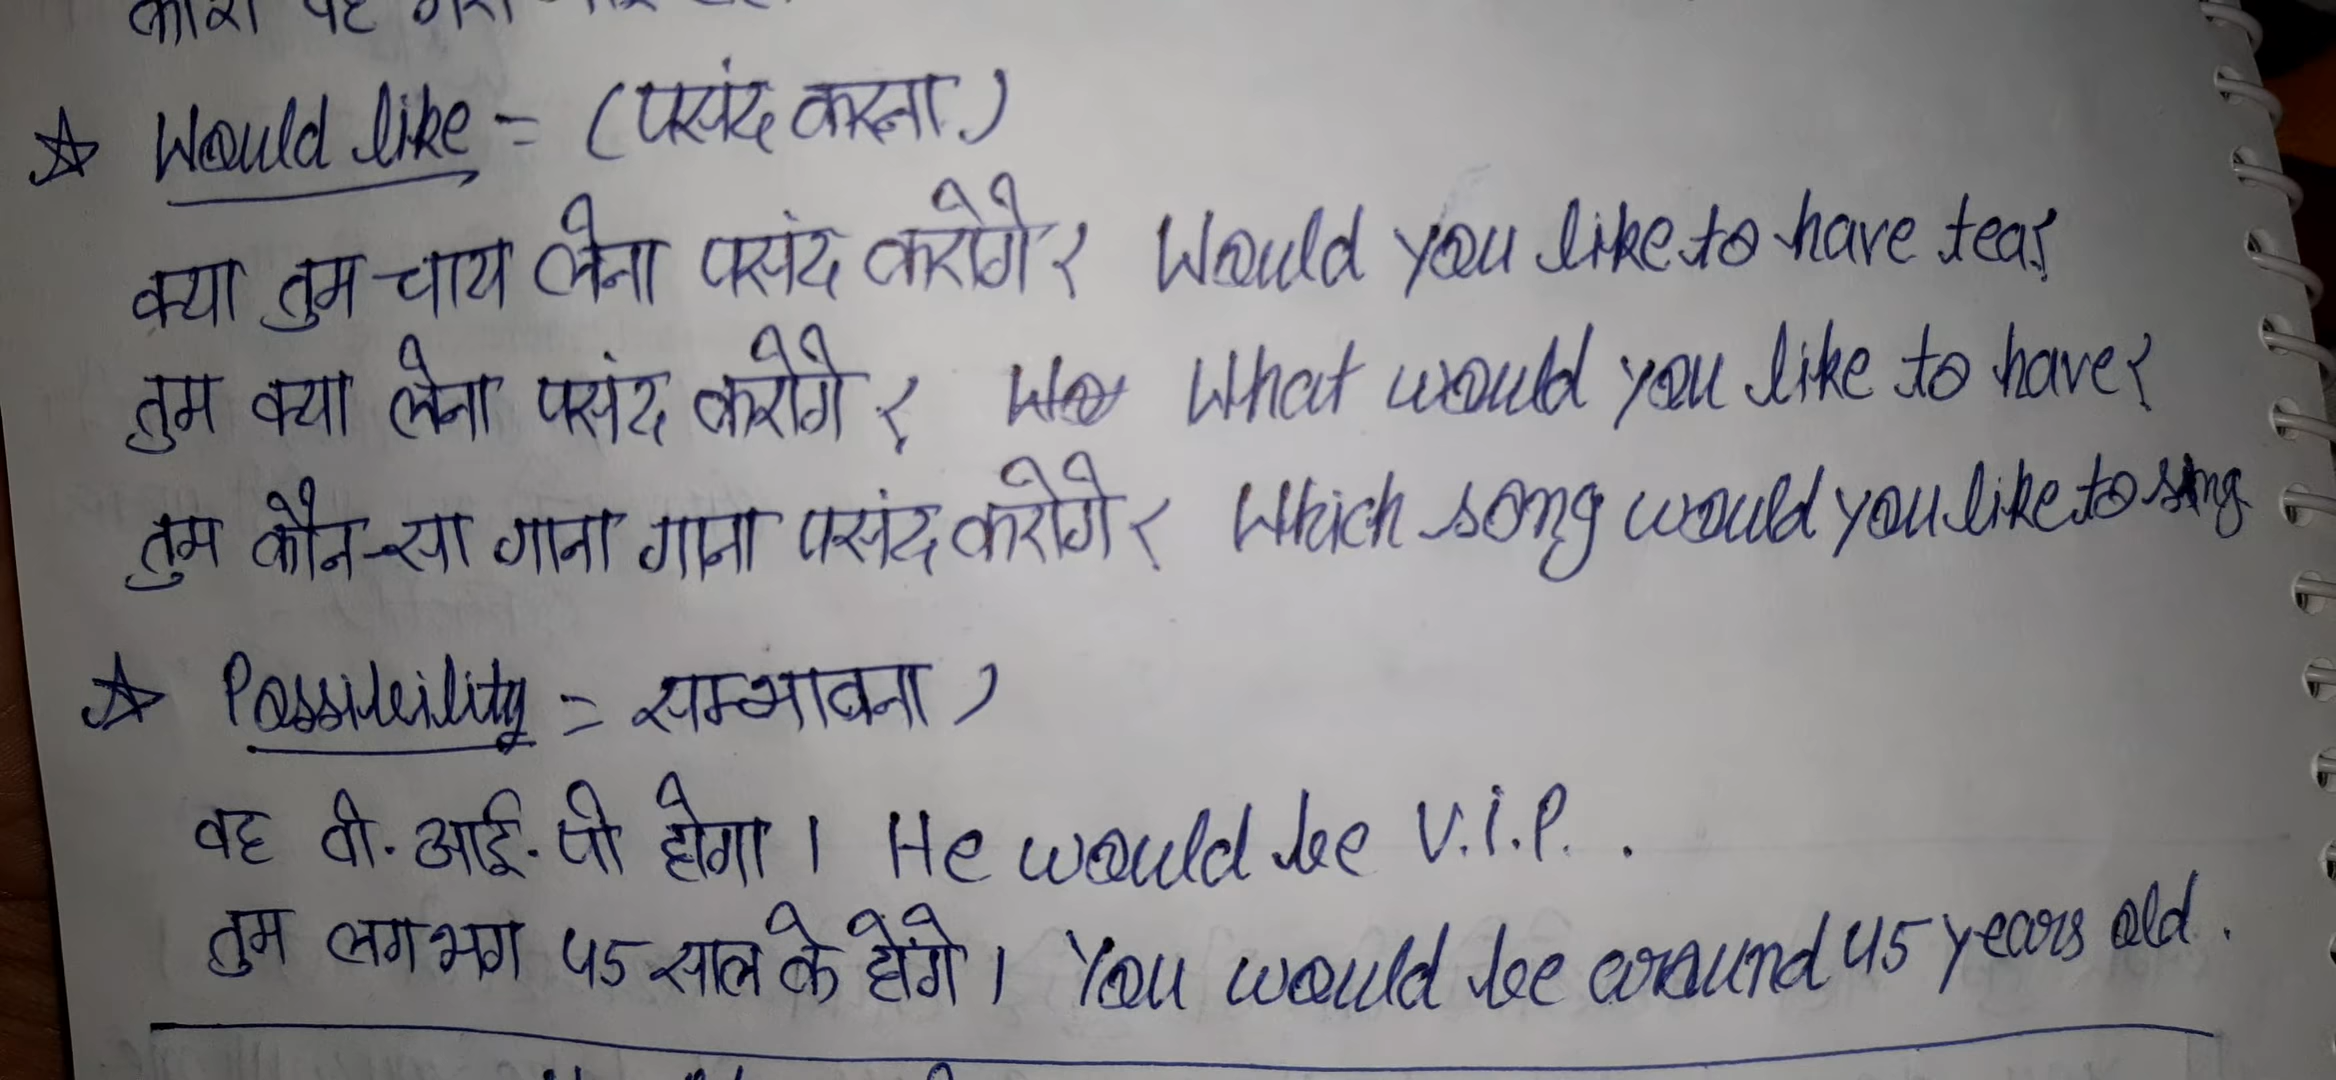 ☆ Would like = (पसंद करना)
क्या तुम चाय लेना पसंद करोगे? Would you like to have tea?
तुम क्या लेना पसंद करोगे? What would you like to have?
तुम कौन-सा गाना गाना पसंद करोगे? Which song would you like to sing
☆ Possibility = सम्भावना)
वह वी.आई.पी होगा। He would be V.I.P. .
तुम लगभग 45 साल के होंगे। You would be around 45 years old.